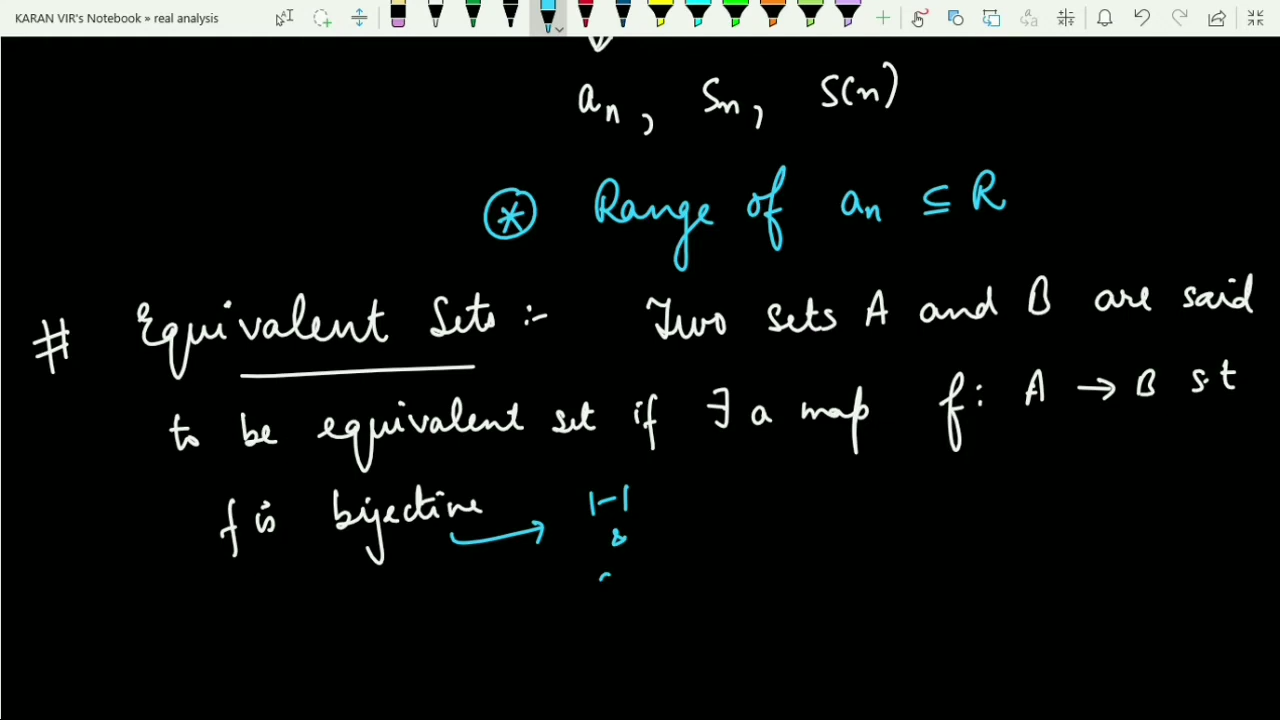 KARAN VIR's Notebook » real analysis
an, Sn, S(n)
* Range of an ⊆ R
# Equivalent Sets :- Two sets A and B are said
to be equivalent set if ∃ a map f: A → B s.t
f is bijective → 1-1
&